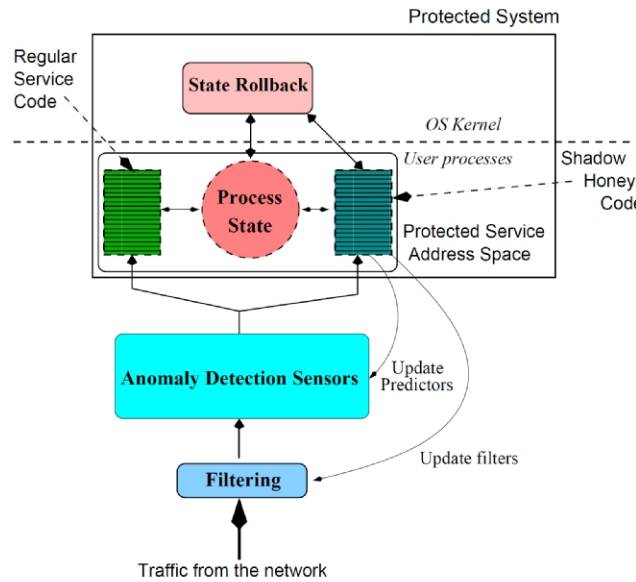 Protected System
Regular
Service
Code
State Rollback
OS Kernel
User processes
Shadow
Honey
Code
Process
State
Protected Service
Address Space
Update
Predictors
Anomaly Detection Sensors
Update filters
Filtering
Traffic from the network